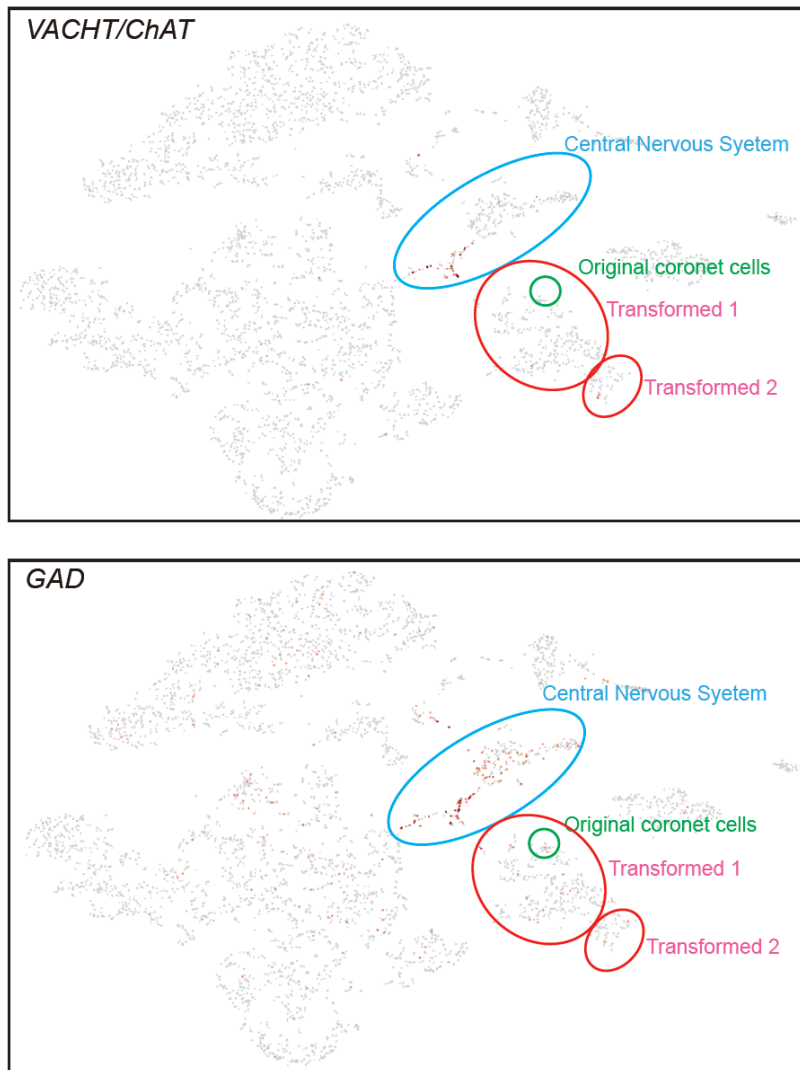 VACHT/ChAT
Central Nervous Syetem
Original coronet cells
Transformed 1
Transformed 2
GAD
Central Nervous Syetem
Original coronet cells
Transformed 1
Transformed 2